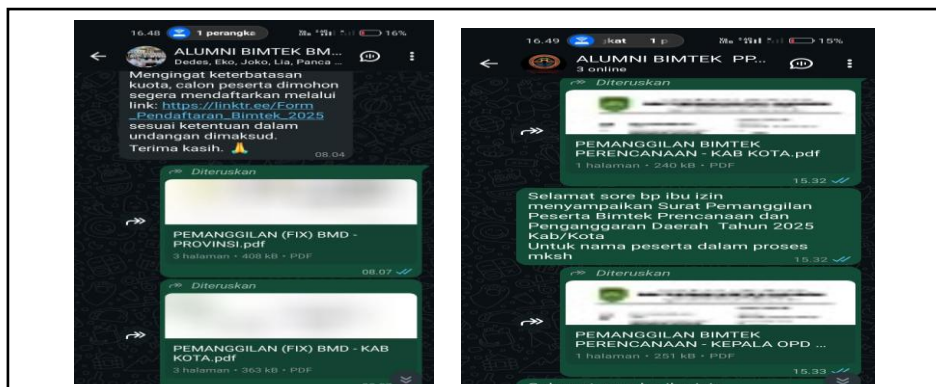 16.48
1 perangka
16%
ALUMNI BIMTEK BM...
Dedes, Eko, Joko, Lia, Panca ...
Mengingat keterbatasan
kuota, calon peserta dimohon
segera mendaftarkan melalui
link: https://linktr.ee/Form
_Pendaftaran_Bimtek_2025
sesuai ketentuan dalam
undangan dimaksud.
Terima kasih. 🙏
08.04
Diteruskan
PEMANGGILAN (FIX) BMD -
PROVINSI.pdf
3 halaman • 408 kB • PDF
08.07
Diteruskan
PEMANGGILAN (FIX) BMD - KAB
KOTA.pdf
3 halaman • 363 kB • PDF
16.49
jkat 1 p
15%
ALUMNI BIMTEK PP...
3 online
Diteruskan
PEMANGGILAN BIMTEK
PERENCANAAN - KAB KOTA.pdf
1 halaman • 240 kB • PDF
15.32
Selamat sore bp ibu izin
menyampaikan Surat Pemanggilan
Peserta Bimtek Prencanaan dan
Penganggaran Daerah Tahun 2025
Kab/Kota
Untuk nama peserta dalam proses
mksh
15.32
Diteruskan
PEMANGGILAN BIMTEK
PERENCANAAN - KEPALA OPD ...
1 halaman • 251 kB • PDF
15.33